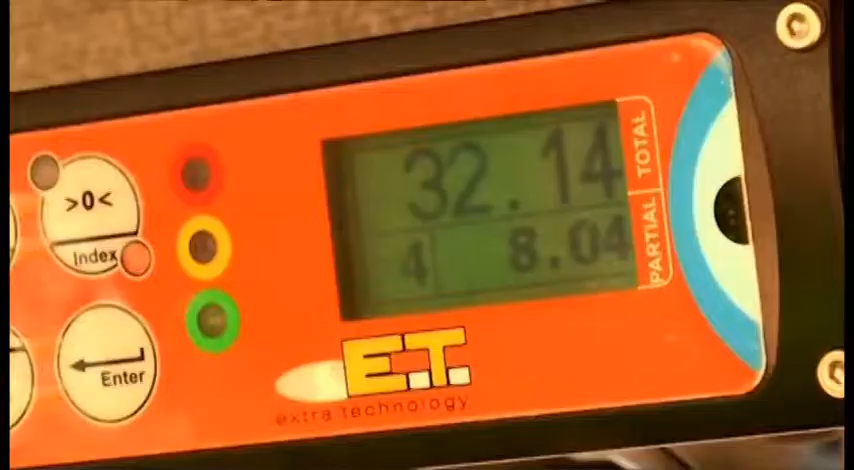 >0<
Index
Enter
32.14
4 8.04
TOTAL
PARTIAL
E.T.
extra technology